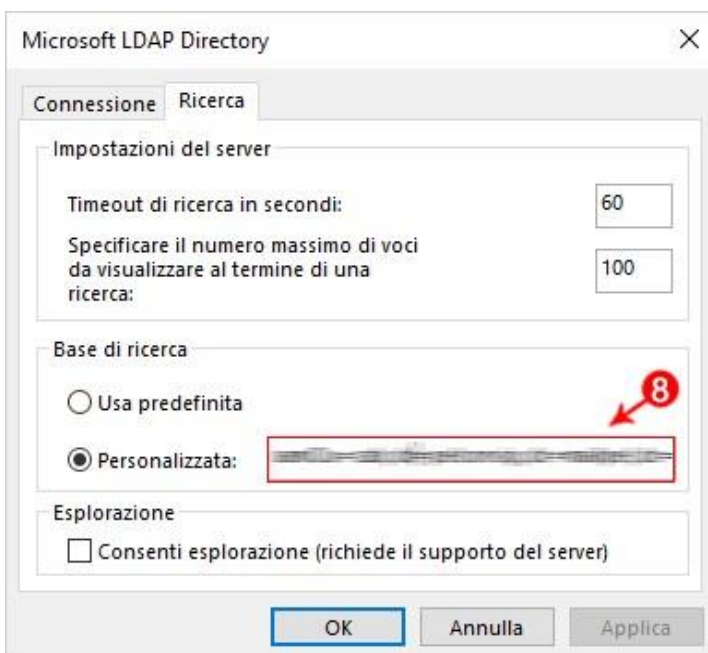 Microsoft LDAP Directory
Connessione Ricerca
Impostazioni del server
Timeout di ricerca in secondi: 60
Specificare il numero massimo di voci
da visualizzare al termine di una 100
ricerca:
Base di ricerca
8
Usa predefinita
Personalizzata:
Esplorazione
Consenti esplorazione (richiede il supporto del server)
OK Annulla Applica